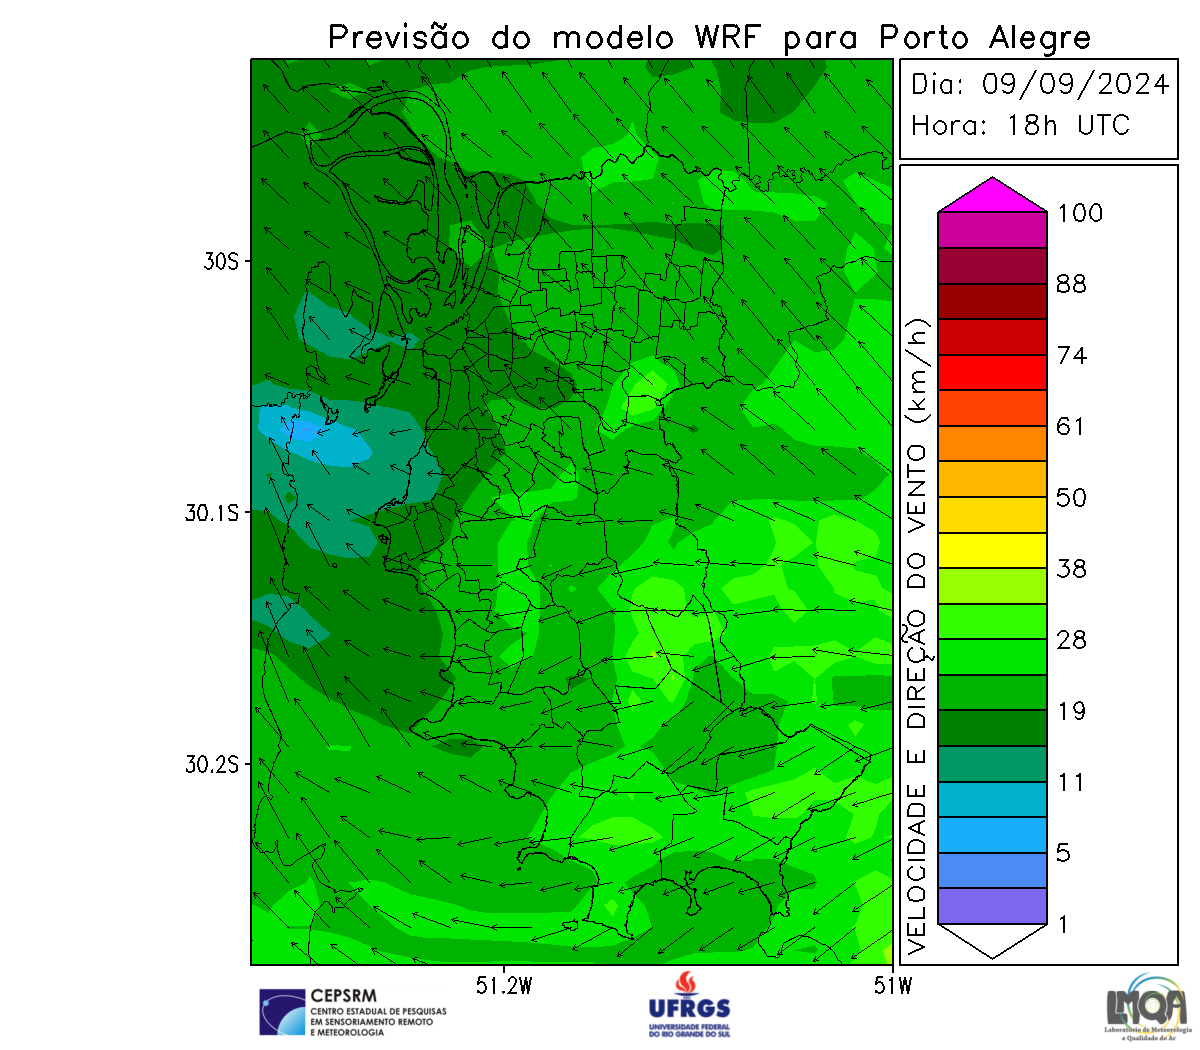 Previsão do modelo WRF para Porto Alegre
Dia: 09/09/2024
Hora: 18h UTC
100
88
74
61
50
38
28
19
11
5
1
VELOCIDADE E DIREÇÃO DO VENTO (km/h)
30S
30.1S
30.2S
51.2W
51W
CEPSRM
CENTRO ESTADUAL DE PESQUISAS
EM SENSORIAMENTO REMOTO
E METEOROLOGIA
UFRGS
UNIVERSIDADE FEDERAL
DO RIO GRANDE DO SUL
LMQA
Laboratório de Meteorologia
e Qualidade do Ar